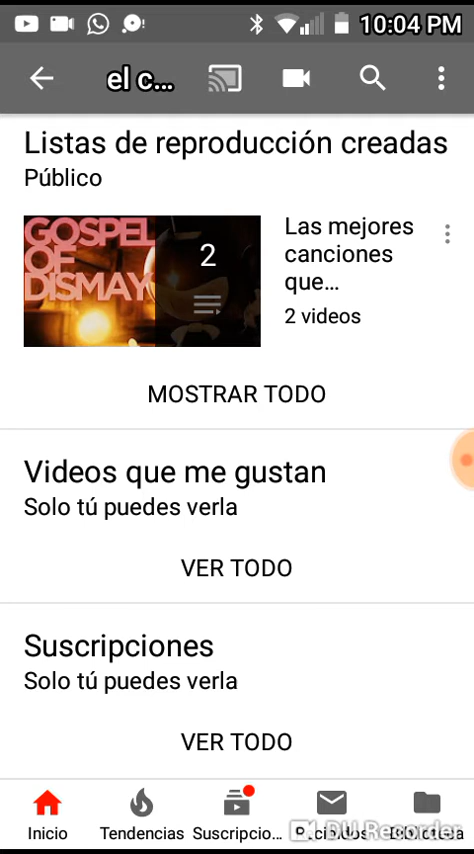 10:04 PM
el c...
Listas de reproducción creadas
Público
GOSPEL
OF
DISMAY
2
Las mejores
canciones
que...
2 videos
MOSTRAR TODO
Videos que me gustan
Solo tú puedes verla
VER TODO
Suscripciones
Solo tú puedes verla
VER TODO
Inicio
Tendencias
Suscripcio...
DU Recorder
Biblioteca